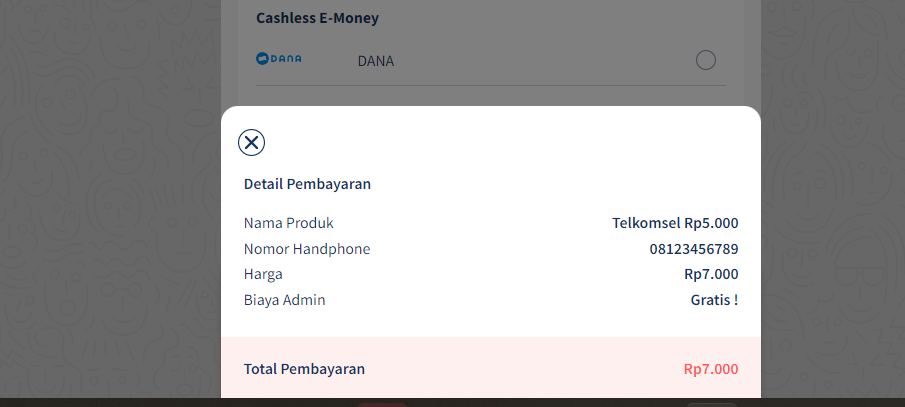 Cashless E-Money
DANA DANA
Detail Pembayaran
Nama Produk Telkomsel Rp5.000
Nomor Handphone 08123456789
Harga Rp7.000
Biaya Admin Gratis !
Total Pembayaran Rp7.000